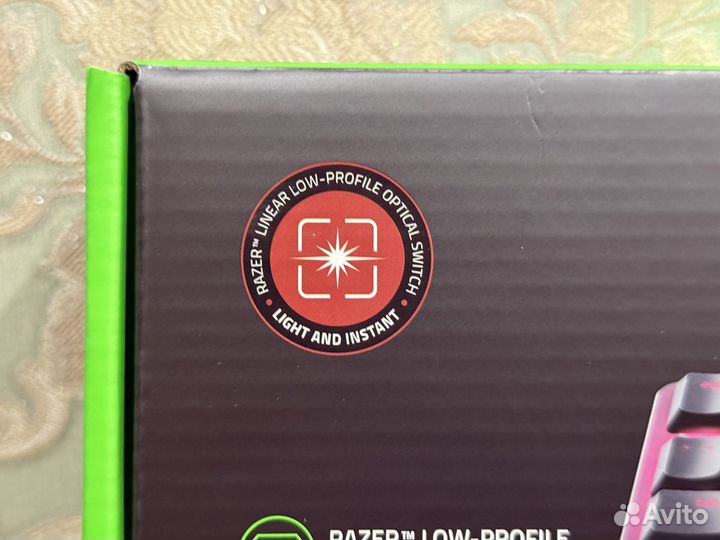 RAZER™ LINEAR LOW-PROFILE OPTICAL SWITCH
• LIGHT AND INSTANT •
RAZER™ LOW-PROFILE
Avito